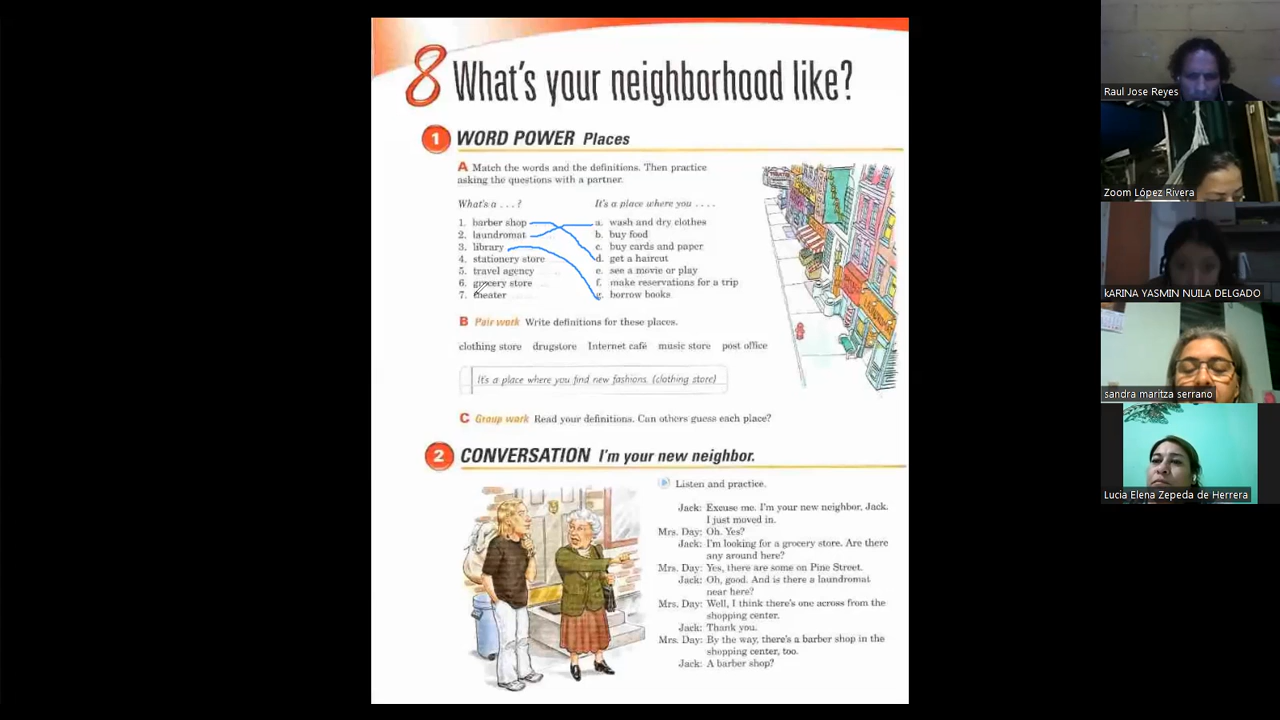 8 What's your neighborhood like?
1 WORD POWER Places
A Match the words and the definitions. Then practice
asking the questions with a partner.
What's a . . . ?
1. barber shop
2. laundromat
3. library
4. stationery store
5. travel agency
6. grocery store
7. theater
It's a place where you . . . .
a. wash and dry clothes
b. buy food
c. buy cards and paper
d. get a haircut
e. see a movie or play
f. make reservations for a trip
g. borrow books
B Pair work Write definitions for these places.
clothing store drugstore Internet café music store post office
It's a place where you find new fashions. (clothing store)
C Group work Read your definitions. Can others guess each place?
2 CONVERSATION I'm your new neighbor.
Listen and practice.
Jack: Excuse me. I'm your new neighbor, Jack.
I just moved in.
Mrs. Day: Oh. Yes?
Jack: I'm looking for a grocery store. Are there
any around here?
Mrs. Day: Yes, there are some on Pine Street.
Jack: Oh, good. And is there a laundromat
near here?
Mrs. Day: Well, I think there's one across from the
shopping center.
Jack: Thank you.
Mrs. Day: By the way, there's a barber shop in the
shopping center, too.
Jack: A barber shop?
Raul Jose Reyes
Zoom López Rivera
kARINA YASMIN NUILA DELGADO
sandra maritza serrano
Lucia Elena Zepeda de Herrera